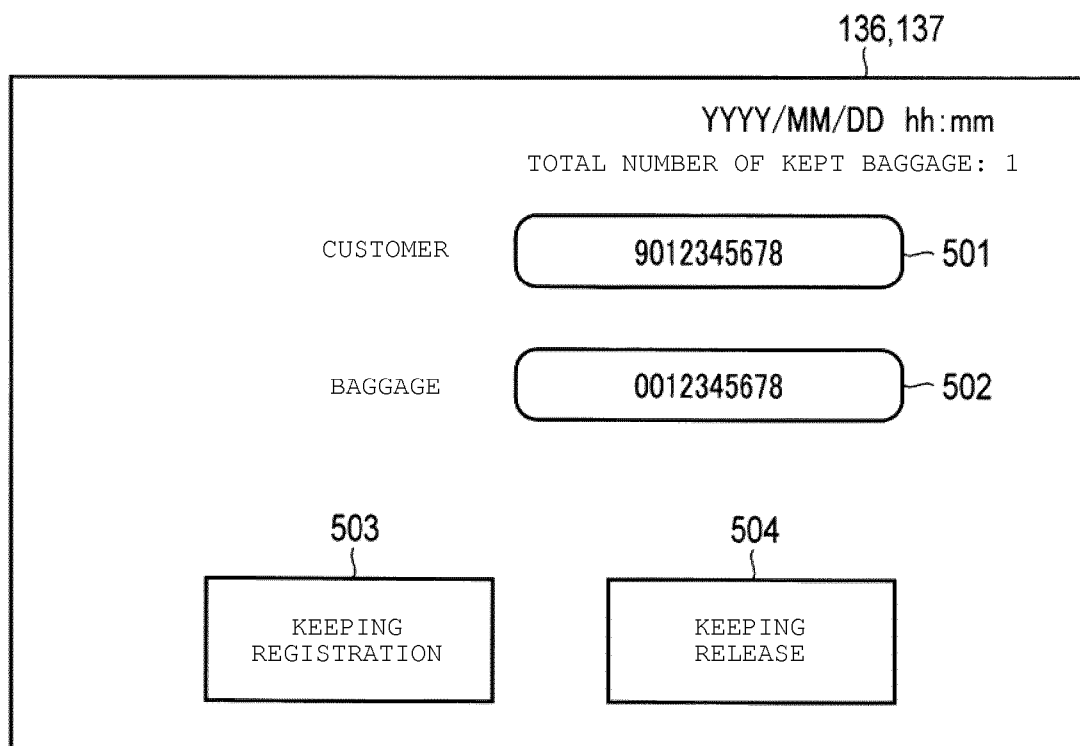 136,137
YYYY/MM/DD hh:mm
TOTAL NUMBER OF KEPT BAGGAGE: 1
CUSTOMER 9012345678 501
BAGGAGE 0012345678 502
503 504
KEEPING KEEPING
REGISTRATION RELEASE